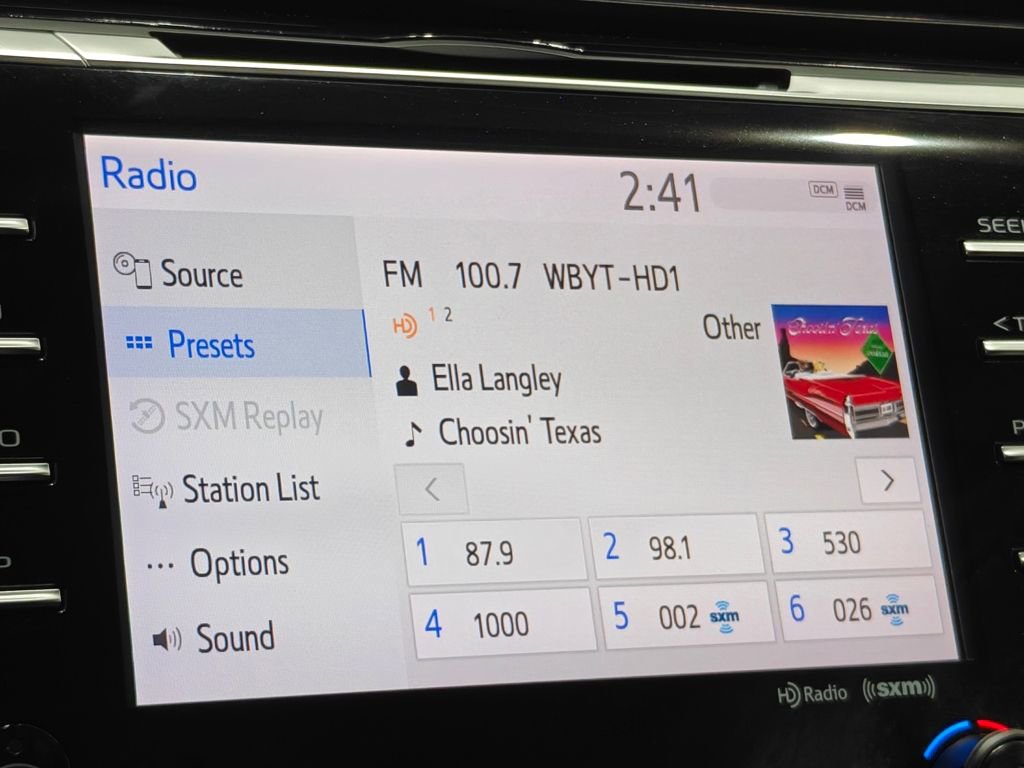 Radio
2:41
DCM
DCM
Source
Presets
SXM Replay
Station List
Options
Sound
FM 100.7 WBYT-HD1
HD 1 2
Other
Choosin' Texas
Ella Langley
Choosin' Texas
<
>
1 87.9
2 98.1
3 530
4 1000
5 002 sxm
6 026 sxm
HD Radio
sxm
SEE